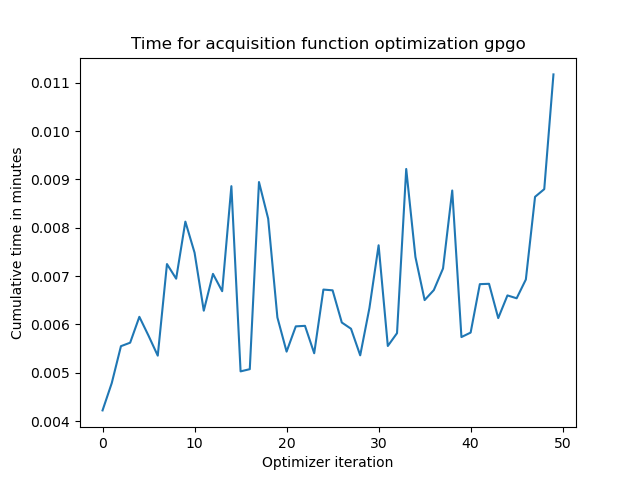 Time for acquisition function optimization gpgo
Cumulative time in minutes
0.011
0.010
0.009
0.008
0.007
0.006
0.005
0.004
0 10 20 30 40 50
Optimizer iteration